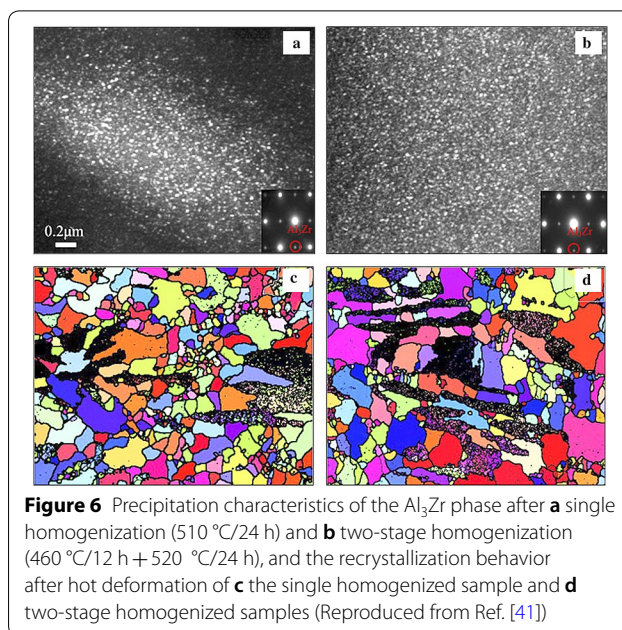 a
b
0.2μm
Al₃Zr
Al₃Zr
c
d
Figure 6 Precipitation characteristics of the Al₃Zr phase after a single
homogenization (510 °C/24 h) and b two-stage homogenization
(460 °C/12 h + 520 °C/24 h), and the recrystallization behavior
after hot deformation of c the single homogenized sample and d
two-stage homogenized samples (Reproduced from Ref. [41])